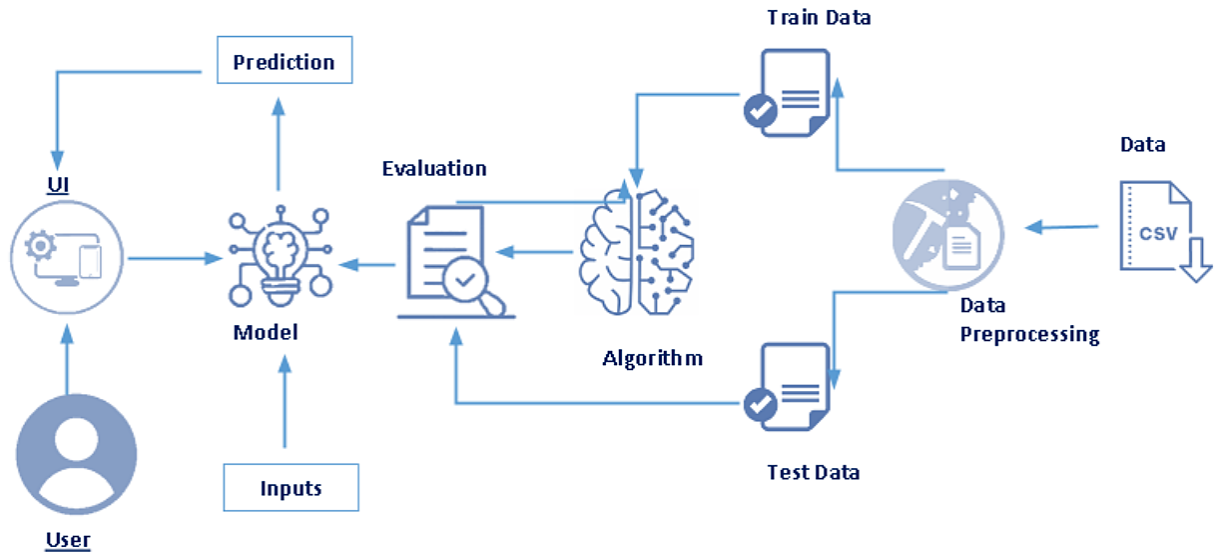 Train Data
Prediction
Data
Evaluation
UI
CSV
Data
Preprocessing
Model
Algorithm
Test Data
Inputs
User